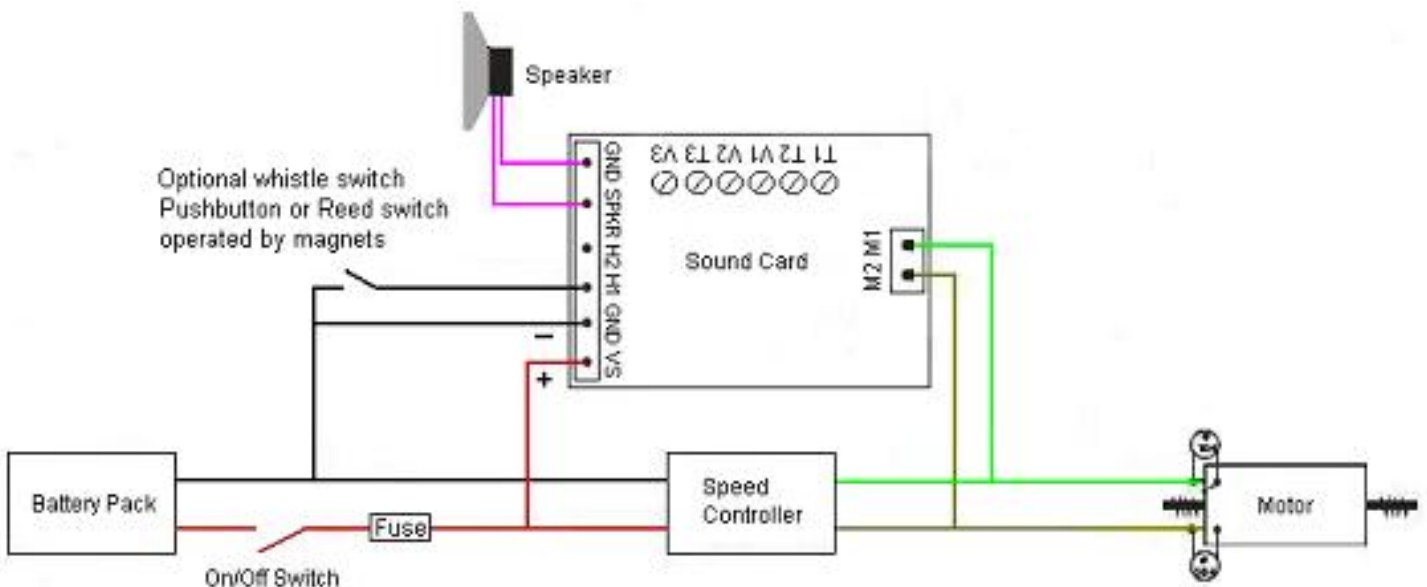 Speaker
Optional whistle switch
Pushbutton or Reed switch
operated by magnets
GND SPKR H2 H1 GND VS
V3 T3 V2 V1 T2 T1
Sound Card
M2 M1
−
+
Battery Pack
Fuse
On/Off Switch
Speed
Controller
Motor